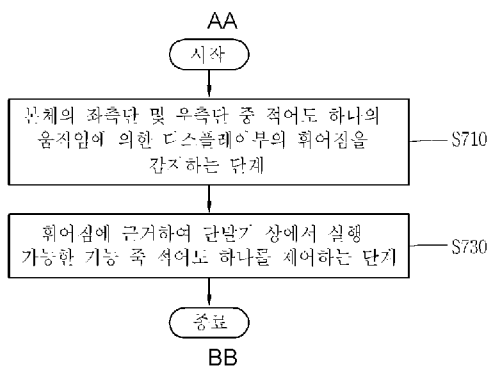 AA
시작
본체의 좌측단 및 우측단 중 적어도 하나의
움직임에 의한 디스플레이부의 휘어짐을
감지하는 단계
S710
휘어짐에 근거하여 단말기 상에서 실행
가능한 기능 중 적어도 하나를 제어하는 단계
S730
종료
BB